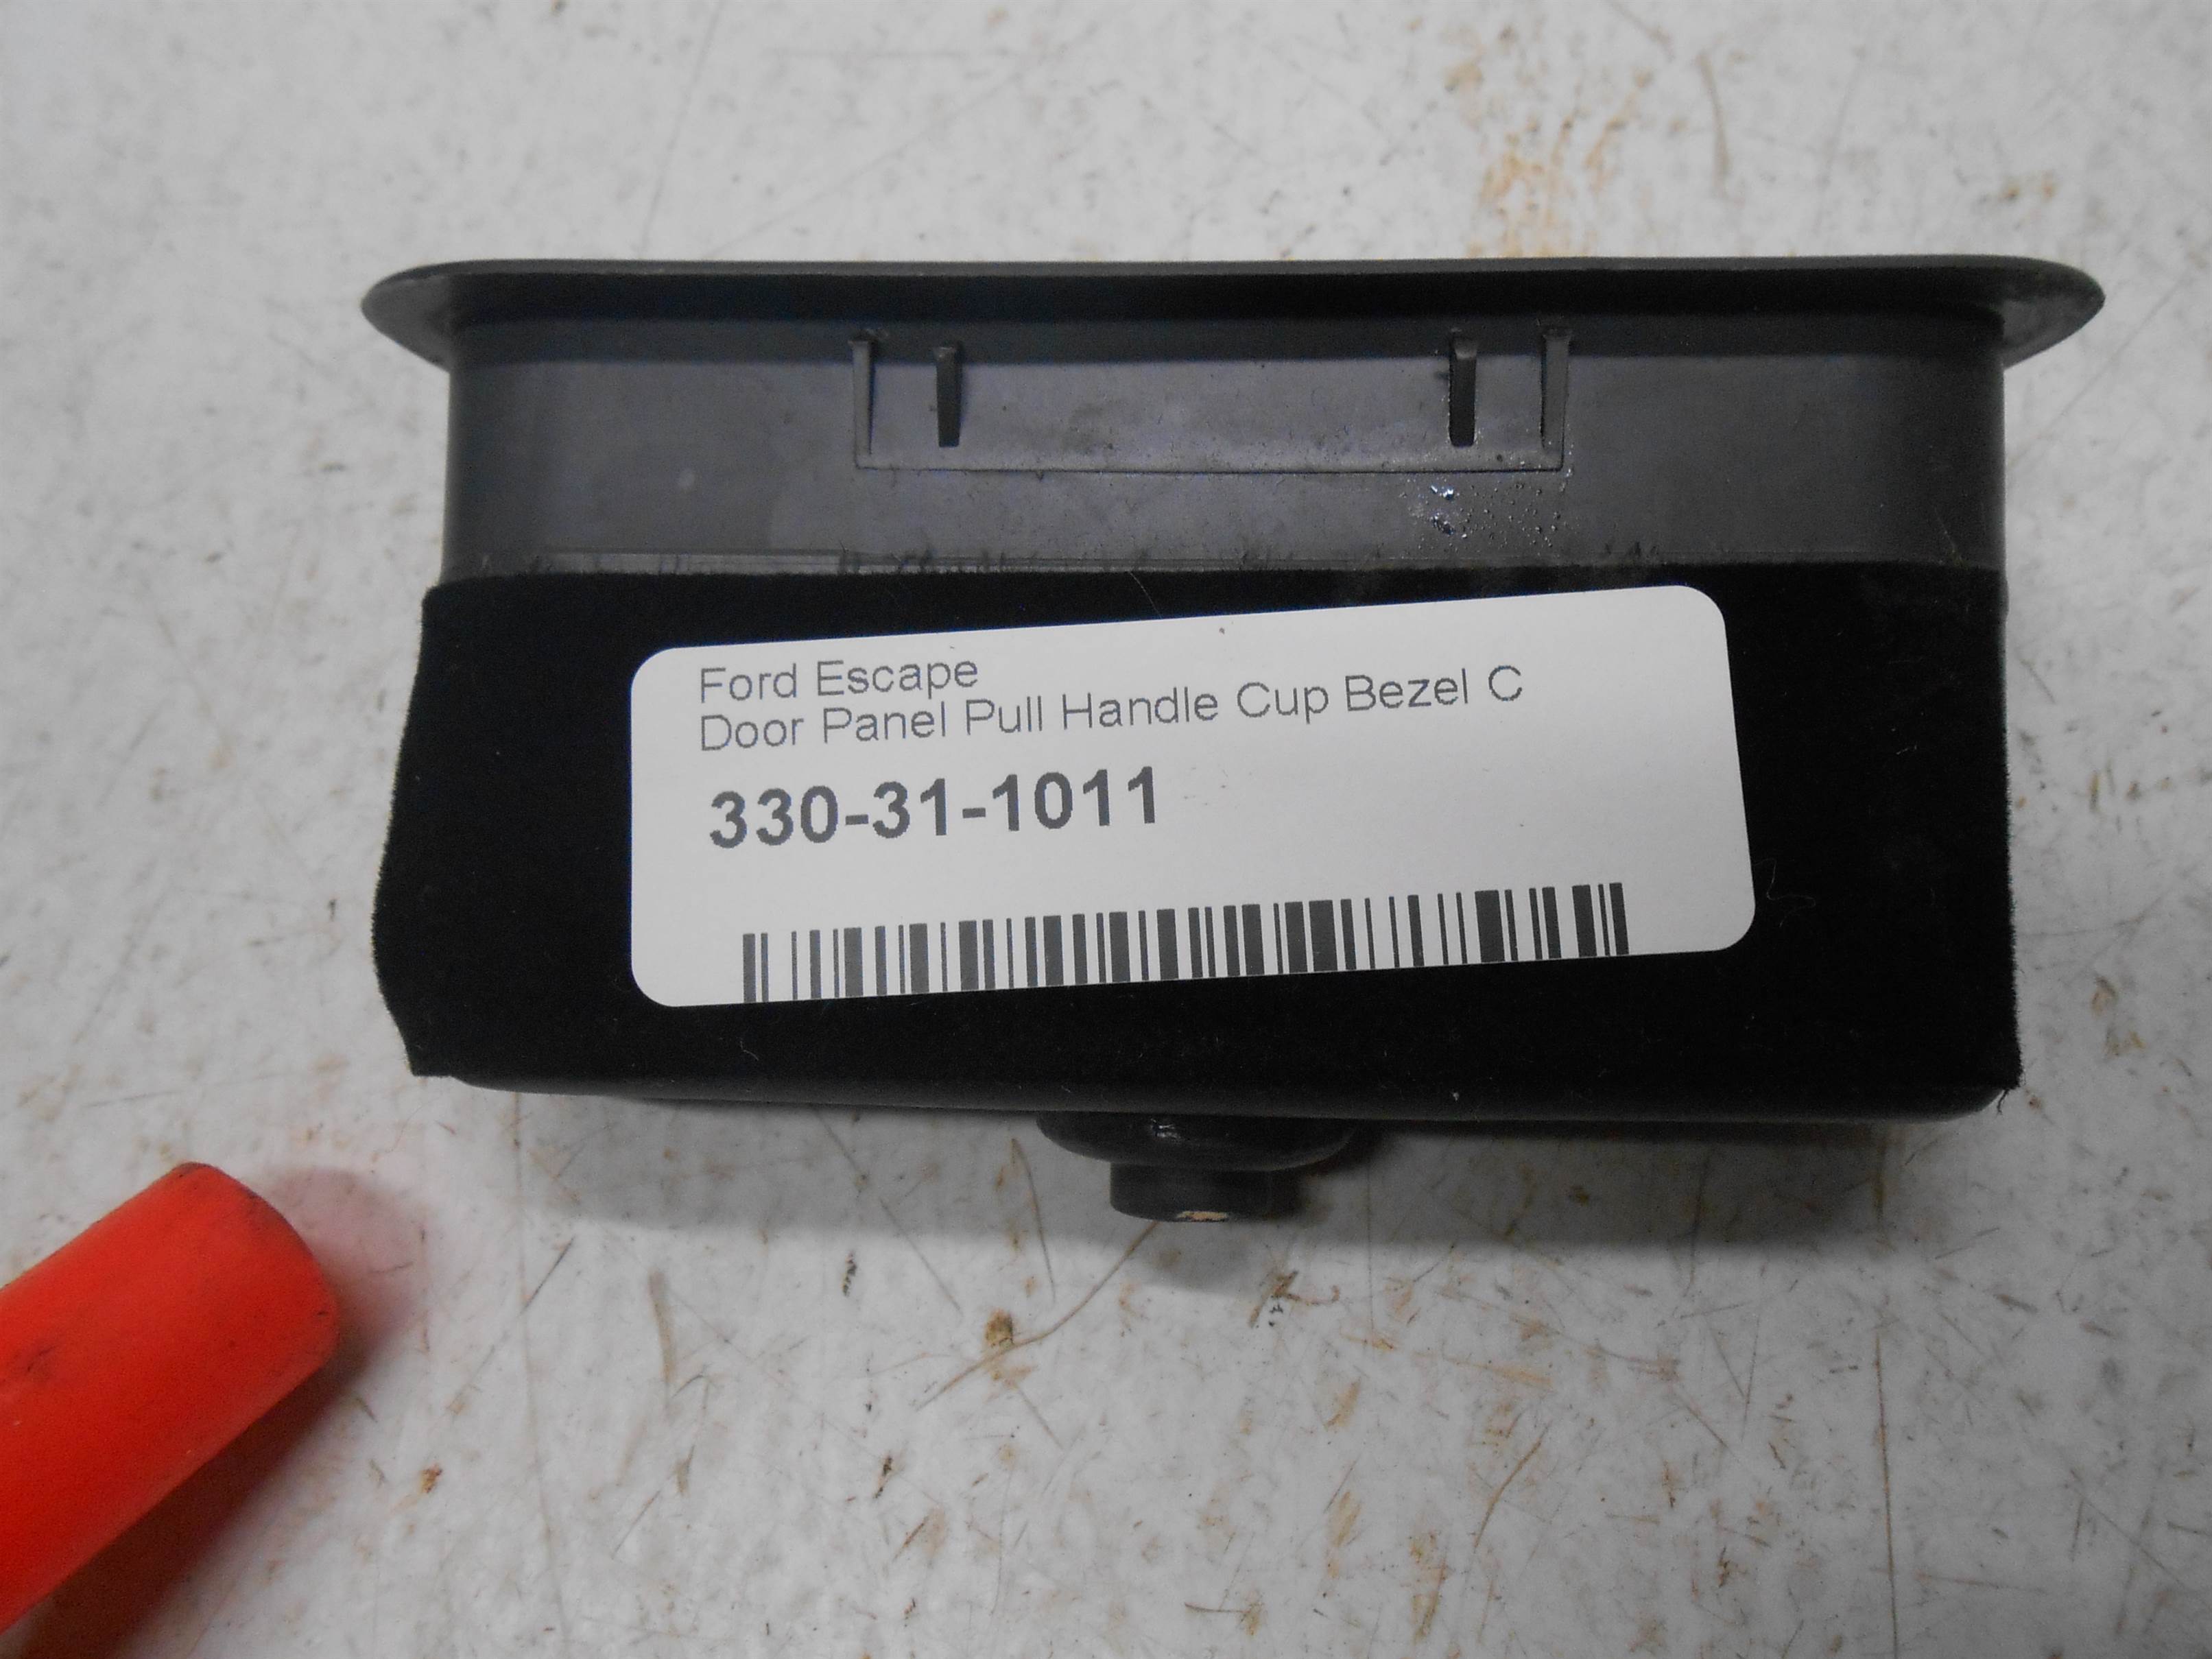 Ford Escape
Door Panel Pull Handle Cup Bezel C
330-31-1011